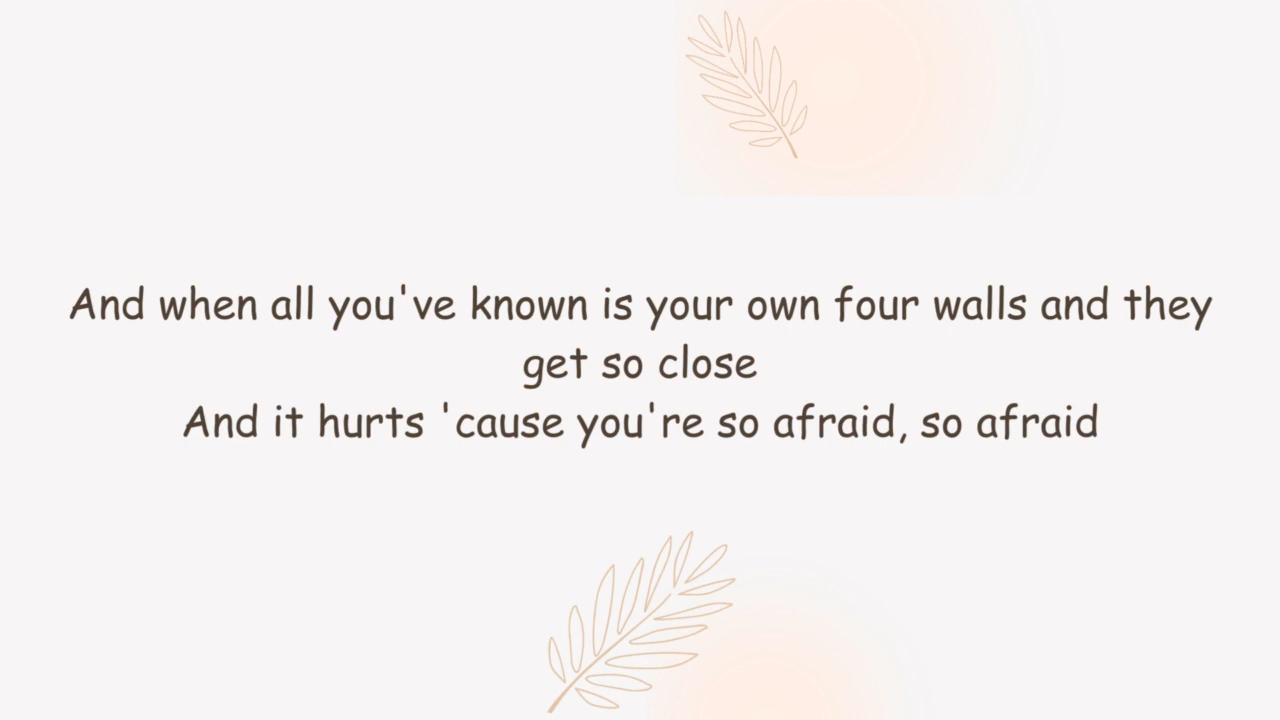 And when all you've known is your own four walls and they
get so close
And it hurts 'cause you're so afraid, so afraid